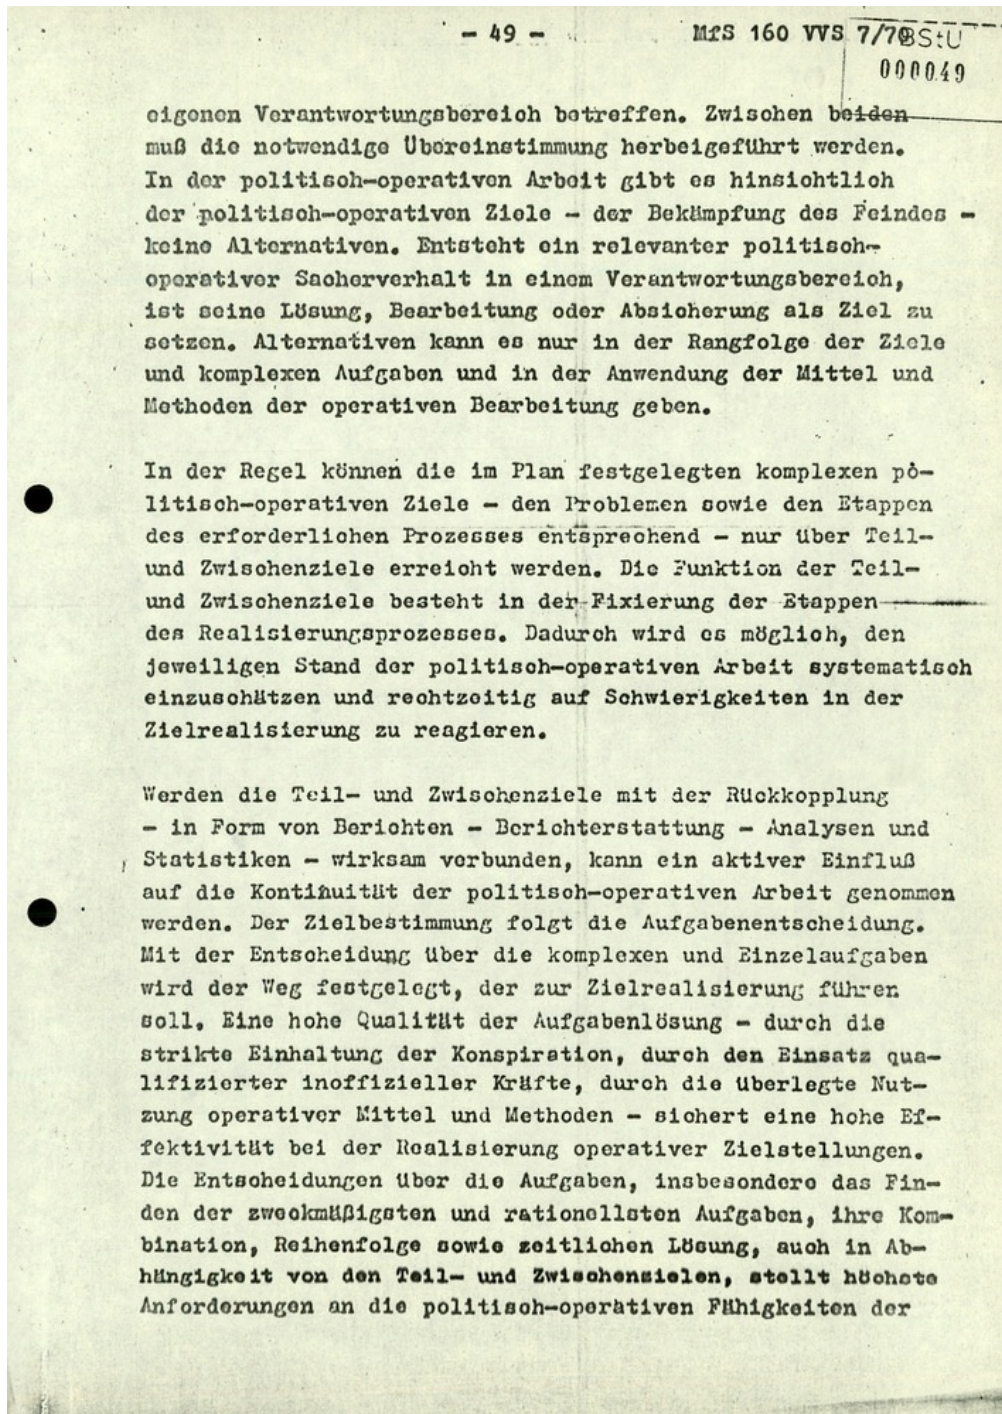 - 49 -
MfS 160 VVS 7/70
BStU
000049
eigenen Verantwortungsbereich betreffen. Zwischen beiden
muß die notwendige Übereinstimmung herbeigeführt werden.
In der politisch-operativen Arbeit gibt es hinsichtlich
der politisch-operativen Ziele - der Bekämpfung des Feindes -
keine Alternativen. Entsteht ein relevanter politisch-
operativer Sacherverhalt in einem Verantwortungsbereich,
ist seine Lösung, Bearbeitung oder Absicherung als Ziel zu
setzen. Alternativen kann es nur in der Rangfolge der Ziele
und komplexen Aufgaben und in der Anwendung der Mittel und
Methoden der operativen Bearbeitung geben.
In der Regel können die im Plan festgelegten komplexen po-
litisch-operativen Ziele - den Problemen sowie den Etappen
des erforderlichen Prozesses entsprechend - nur über Teil-
und Zwischenziele erreicht werden. Die Funktion der Teil-
und Zwischenziele besteht in der Fixierung der Etappen
des Realisierungsprozesses. Dadurch wird es möglich, den
jeweiligen Stand der politisch-operativen Arbeit systematisch
einzuschätzen und rechtzeitig auf Schwierigkeiten in der
Zielrealisierung zu reagieren.
Werden die Teil- und Zwischenziele mit der Rückkopplung
- in Form von Berichten - Berichterstattung - Analysen und
Statistiken - wirksam verbunden, kann ein aktiver Einfluß
auf die Kontinuität der politisch-operativen Arbeit genommen
werden. Der Zielbestimmung folgt die Aufgabenentscheidung.
Mit der Entscheidung über die komplexen und Einzelaufgaben
wird der Weg festgelegt, der zur Zielrealisierung führen
soll. Eine hohe Qualität der Aufgabenlösung - durch die
strikte Einhaltung der Konspiration, durch den Einsatz qua-
lifizierter inoffizieller Kräfte, durch die überlegte Nut-
zung operativer Mittel und Methoden - sichert eine hohe Ef-
fektivität bei der Realisierung operativer Zielstellungen.
Die Entscheidungen über die Aufgaben, insbesondere das Fin-
den der zweckmäßigsten und rationellsten Aufgaben, ihre Kom-
bination, Reihenfolge sowie zeitlichen Lösung, auch in Ab-
hängigkeit von den Teil- und Zwischenzielen, stellt höchste
Anforderungen an die politisch-operativen Fähigkeiten der